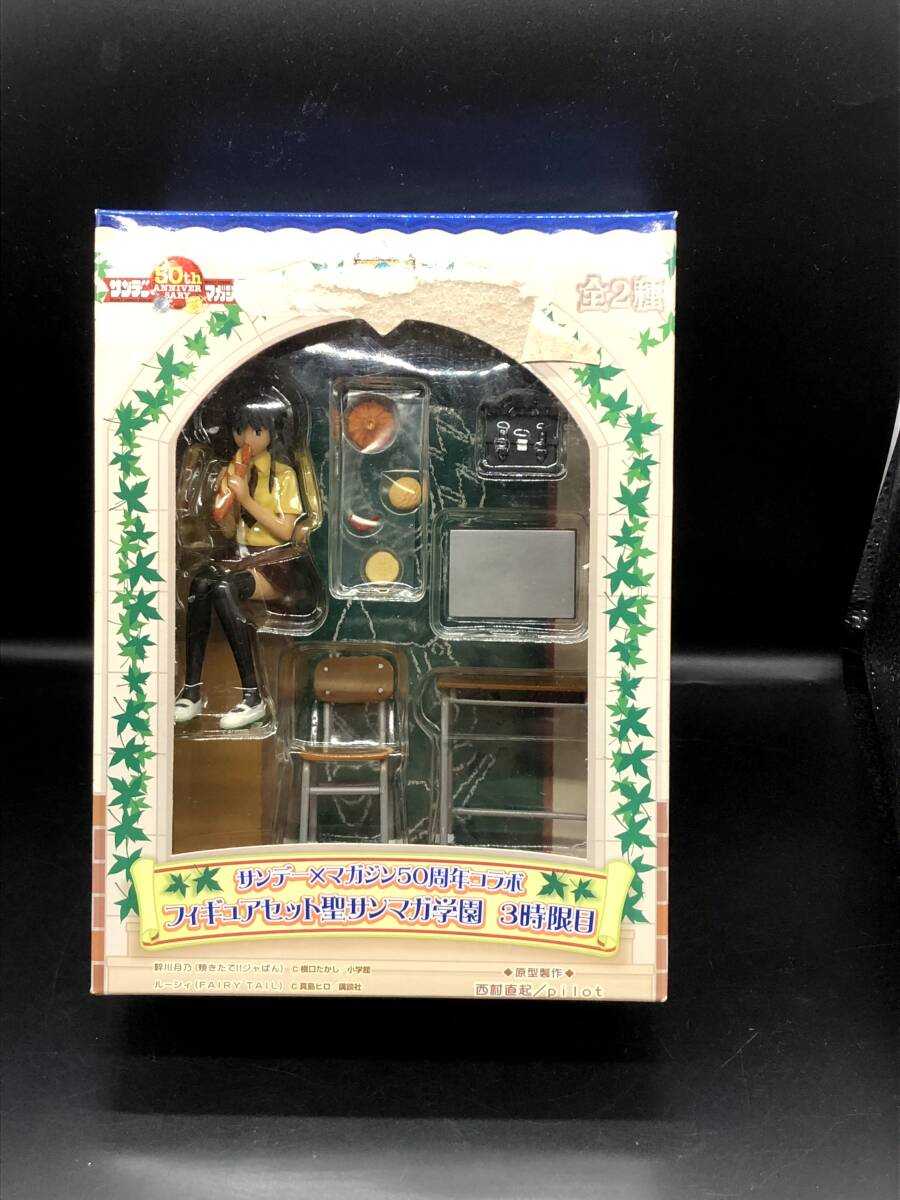 サンデー
50th
ANNIVER
SARY
マガジ
全2種
サンデー×マガジン50周年コラボ
フィギュアセット聖サンマガ学園 3時限目
梓川月乃(焼きたて!!ジャぱん) ©橋口たかし 小学館
ルーシィ(FAIRY TAIL) ©真島ヒロ 講談社
◆原型製作◆
西村直起/pilot